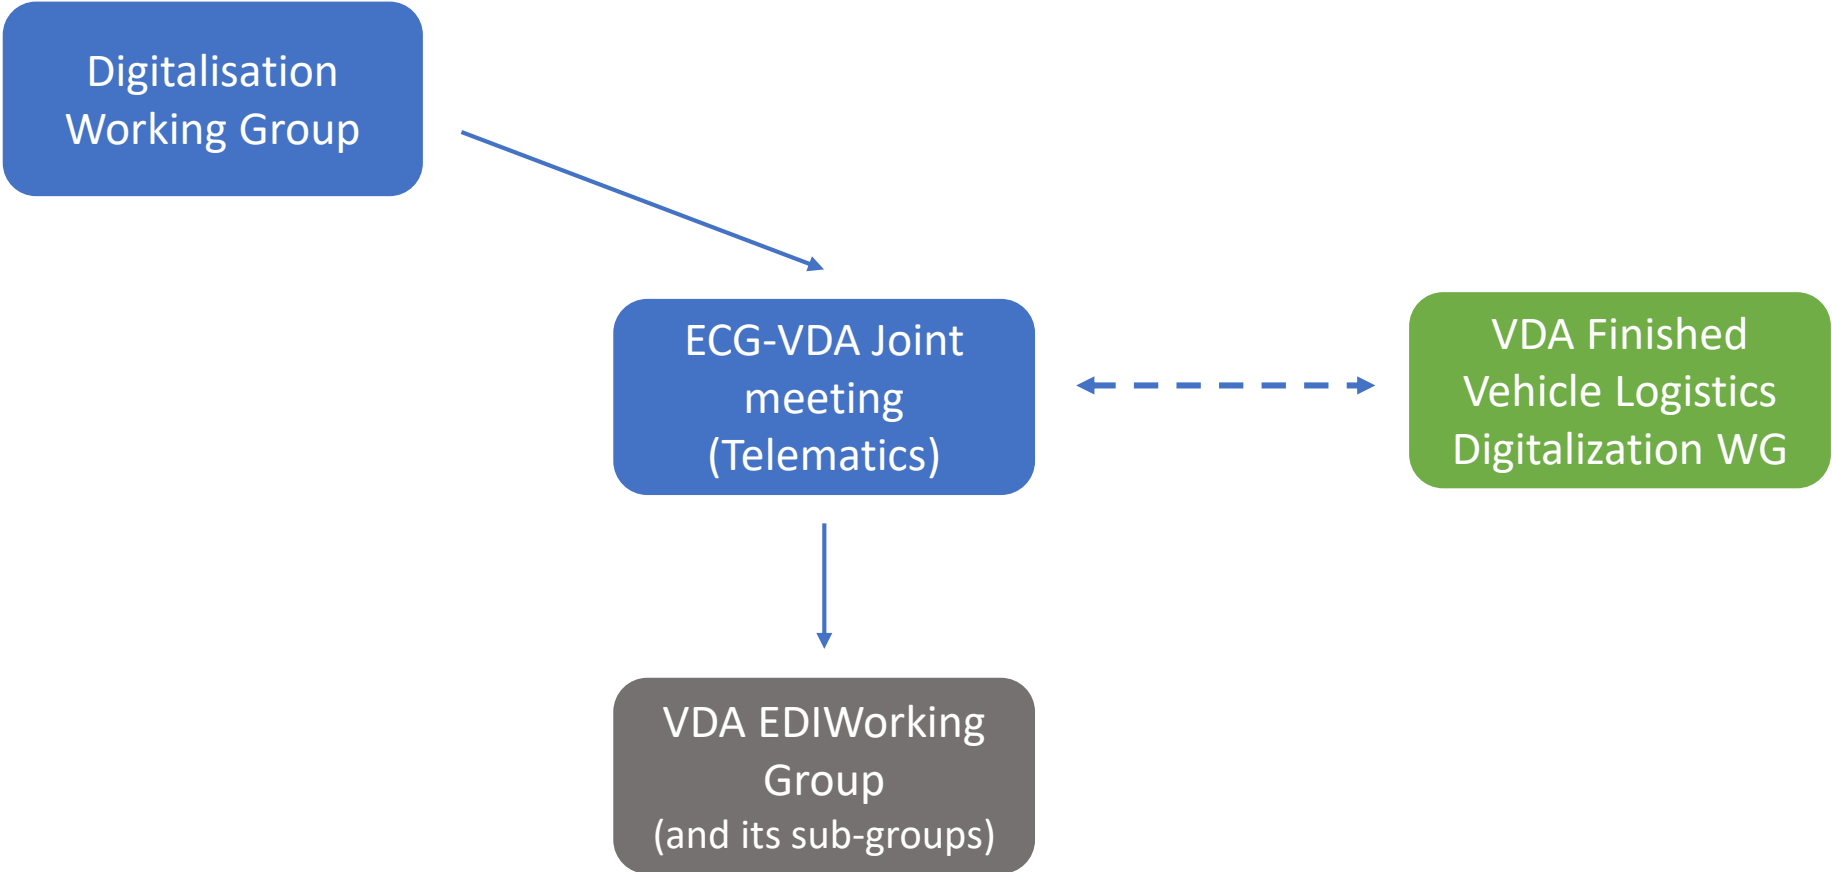 Digitalisation
Working Group
ECG-VDA Joint
meeting
(Telematics)
VDA Finished
Vehicle Logistics
Digitalization WG
VDA EDIWorking
Group
(and its sub-groups)